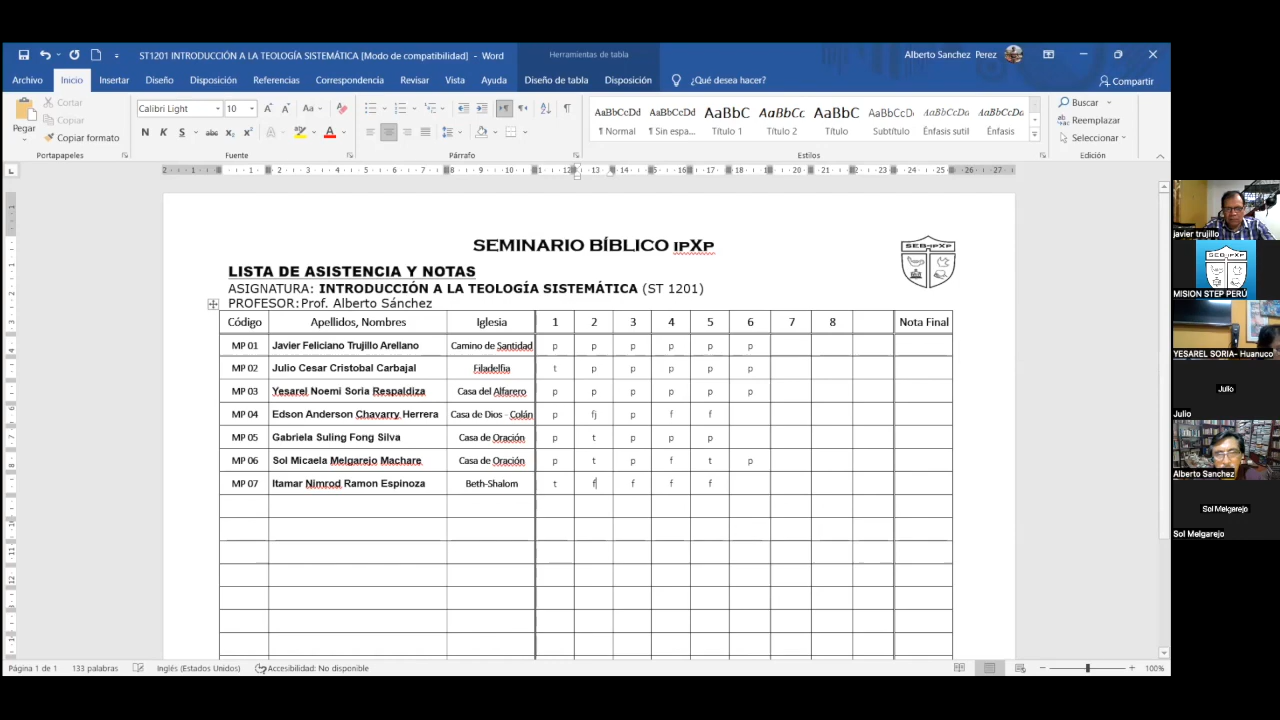 ST1201 INTRODUCCIÓN A LA TEOLOGÍA SISTEMÁTICA [Modo de compatibilidad] - Word
Herramientas de tabla
Alberto Sanchez Perez
Archivo Inicio Insertar Diseño Disposición Referencias Correspondencia Revisar Vista Ayuda Diseño de tabla Disposición ¿Qué desea hacer? Compartir
Pegar
Cortar
Copiar
Copiar formato
Portapapeles
Calibri Light 10
N K S abc x₂ x²
Fuente
Párrafo
AaBbCcDd AaBbCcDd AaBbC AaBbCc AaBbC AaBbCcD AaBbCcDd AaBbCcDd
¶ Normal ¶ Sin espa... Título 1 Título 2 Título Subtítulo Énfasis sutil Énfasis
Estilos
Buscar
Reemplazar
Seleccionar
Edición
SEMINARIO BÍBLICO IPXP
SEB-IPXP
LISTA DE ASISTENCIA Y NOTAS
ASIGNATURA: INTRODUCCIÓN A LA TEOLOGÍA SISTEMÁTICA (ST 1201)
PROFESOR:Prof. Alberto Sánchez
Código Apellidos, Nombres Iglesia 1 2 3 4 5 6 7 8 Nota Final
MP 01 Javier Feliciano Trujillo Arellano Camino de Santidad p p p p p p
MP 02 Julio Cesar Cristobal Carbajal Filadelfia t p p p p p
MP 03 Yesarel Noemi Soria Respaldiza Casa del Alfarero p p p p p p
MP 04 Edson Anderson Chavarry Herrera Casa de Dios - Colán p fj p f f
MP 05 Gabriela Suling Fong Silva Casa de Oración p t p p p
MP 06 Sol Micaela Melgarejo Machare Casa de Oración p t p f t p
MP 07 Itamar Nimrod Ramon Espinoza Beth-Shalom t f f f f
Página 1 de 1 133 palabras Inglés (Estados Unidos) Accesibilidad: No disponible 100%
javier trujillo
SEB-IPXP
MISION STEP PERÚ
YESAREL SORIA- Huanuco
Julio
Julio
Alberto Sanchez
Sol Melgarejo
Sol Melgarejo